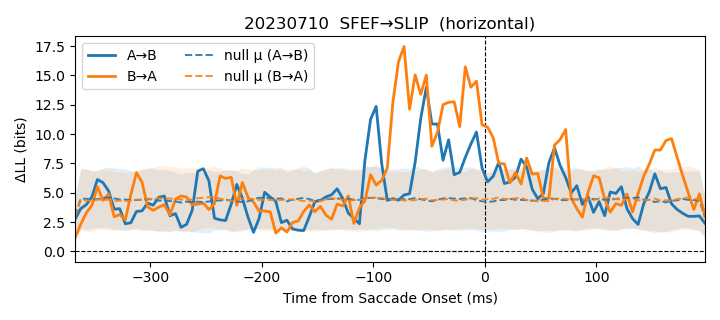 20230710  SFEF→SLIP  (horizontal)
A→B
B→A
null μ (A→B)
null μ (B→A)
ΔLL (bits)
17.5
15.0
12.5
10.0
7.5
5.0
2.5
0.0
−300
−200
−100
0
100
Time from Saccade Onset (ms)